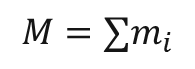 M = ∑mᵢ